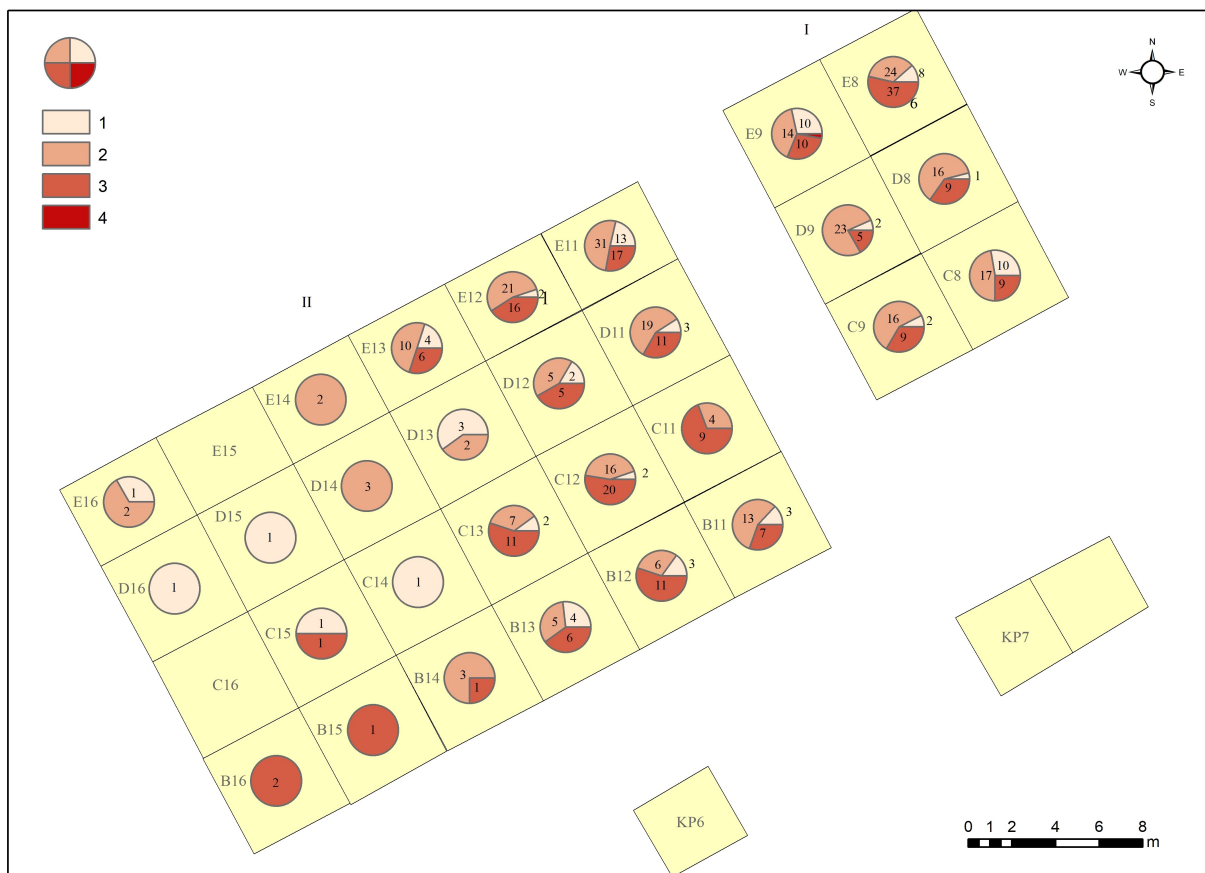 I
N
W E
S
1
2
3
4
II
E8
24
8
37
6
E9
10
14
10
D8
16
1
9
D9
23
2
5
C8
10
17
9
C9
16
2
9
E11
31
13
17
E12
21
2
1
16
E13
10
4
6
E14
2
E15
E16
1
2
D11
19
3
11
D12
5
2
5
D13
3
2
D14
3
D15
1
D16
1
C11
4
9
C12
16
2
20
C13
7
2
11
C14
1
C15
1
1
C16
B11
13
3
7
B12
6
3
11
B13
5
4
6
B14
3
1
B15
1
B16
2
KP7
KP6
0 1 2 4 6 8
m